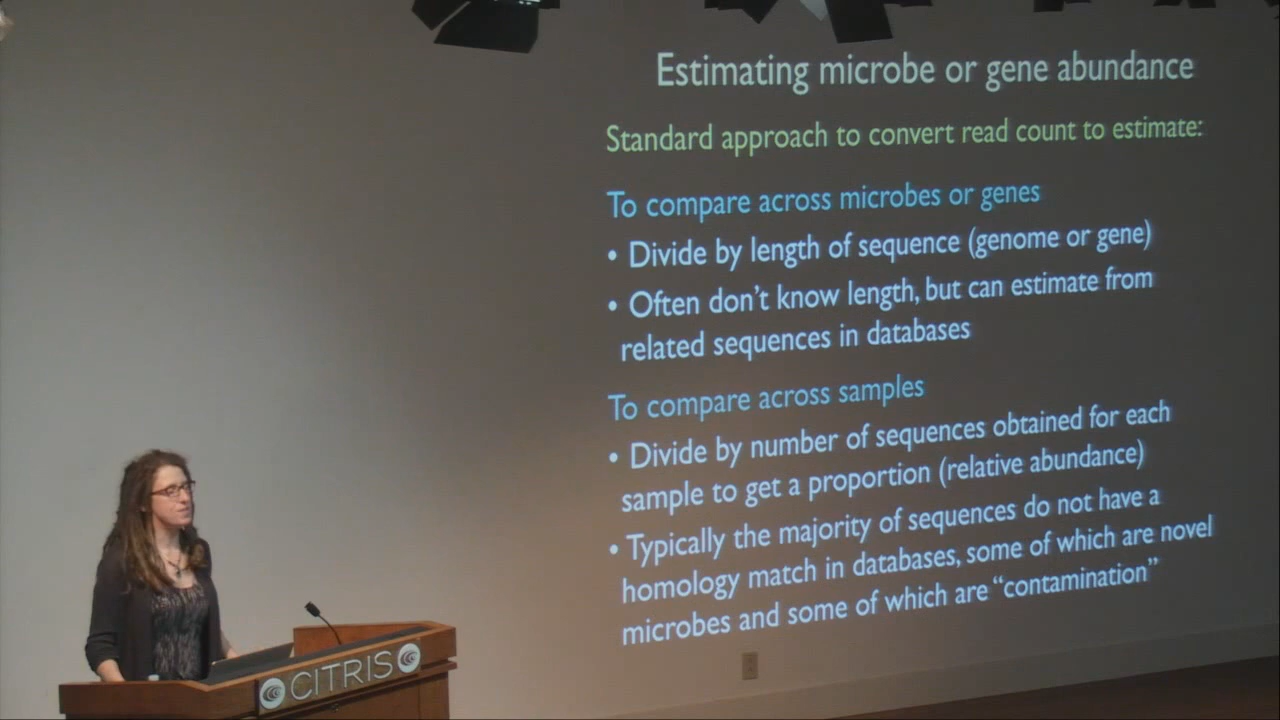 Estimating microbe or gene abundance
Standard approach to convert read count to estimate:
To compare across microbes or genes
• Divide by length of sequence (genome or gene)
• Often don't know length, but can estimate from
related sequences in databases
To compare across samples
• Divide by number of sequences obtained for each
sample to get a proportion (relative abundance)
• Typically the majority of sequences do not have a
homology match in databases, some of which are novel
microbes and some of which are “contamination”
CITRIS